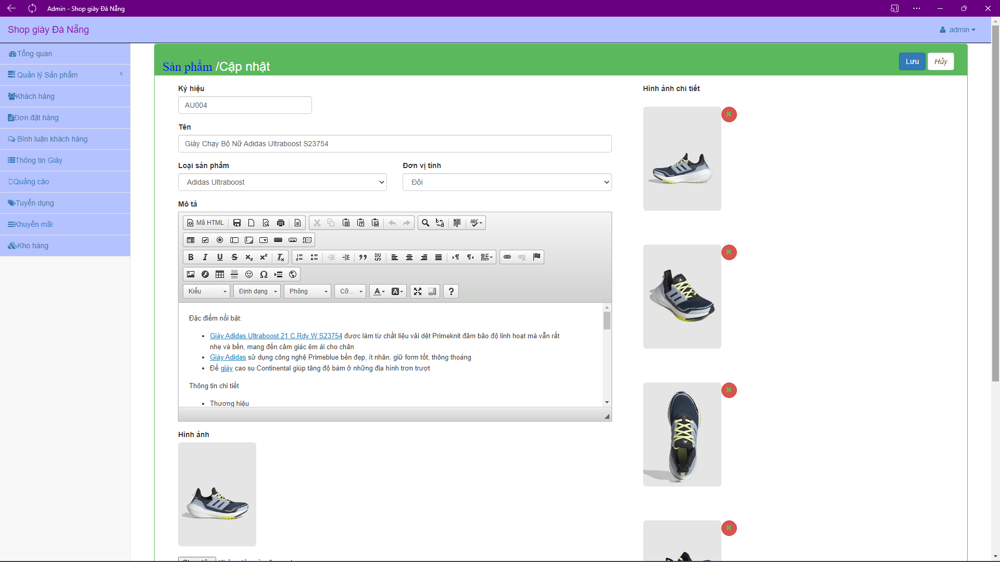 Admin - Shop giày Đà Nẵng
Shop giày Đà Nẵng
admin
Tổng quan
Quản lý Sản phẩm
Khách hàng
Đơn đặt hàng
Bình luận khách hàng
Thông tin Giày
Quảng cáo
Tuyển dụng
Khuyến mãi
Kho hàng
Sản phẩm /Cập nhật
Lưu
Hủy
Ký hiệu
AU004
Tên
Giày Chạy Bộ Nữ Adidas Ultraboost S23754
Loại sản phẩm
Đơn vị tính
Adidas Ultraboost
Đôi
Mô tả
Mã HTML
Kiểu
Định dạng
Phông
Cỡ...
Đặc điểm nổi bật:
Giày Adidas Ultraboost 21 C.Rdy W S23754 được làm từ chất liệu vải dệt Primeknit đảm bảo độ linh hoạt mà vẫn rất
nhẹ và bền, mang đến cảm giác êm ái cho chân
Giày Adidas sử dụng công nghệ Primeblue bền đẹp, ít nhăn, giữ form tốt, thông thoáng
Đế giày cao su Continental giúp tăng độ bám ở những địa hình trơn trượt
Thông tin chi tiết
Thương hiệu
Hình ảnh
Hình ảnh chi tiết